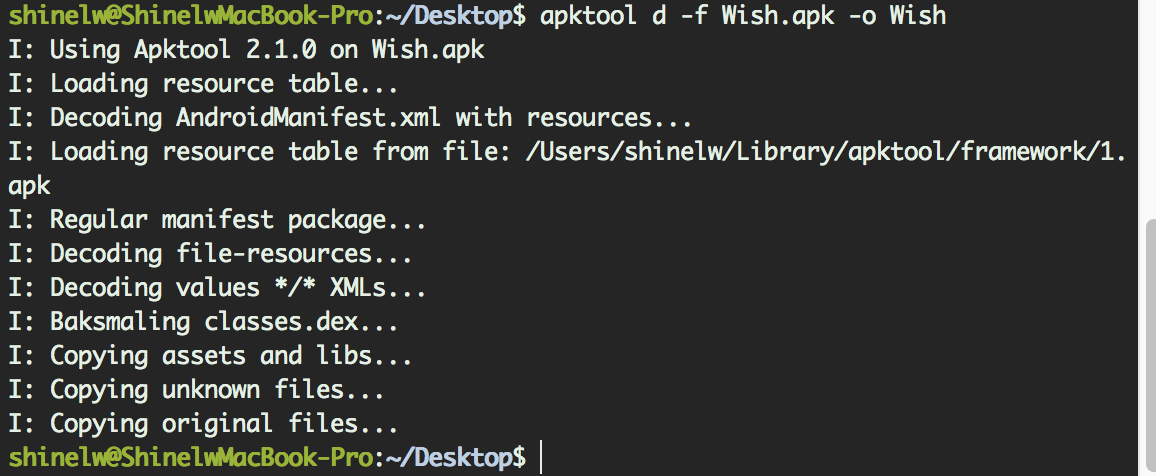 shinelw@ShinelwMacBook-Pro:~/Desktop$ apktool d -f Wish.apk -o Wish
I: Using Apktool 2.1.0 on Wish.apk
I: Loading resource table...
I: Decoding AndroidManifest.xml with resources...
I: Loading resource table from file: /Users/shinelw/Library/apktool/framework/1.
apk
I: Regular manifest package...
I: Decoding file-resources...
I: Decoding values */* XMLs...
I: Baksmaling classes.dex...
I: Copying assets and libs...
I: Copying unknown files...
I: Copying original files...
shinelw@ShinelwMacBook-Pro:~/Desktop$